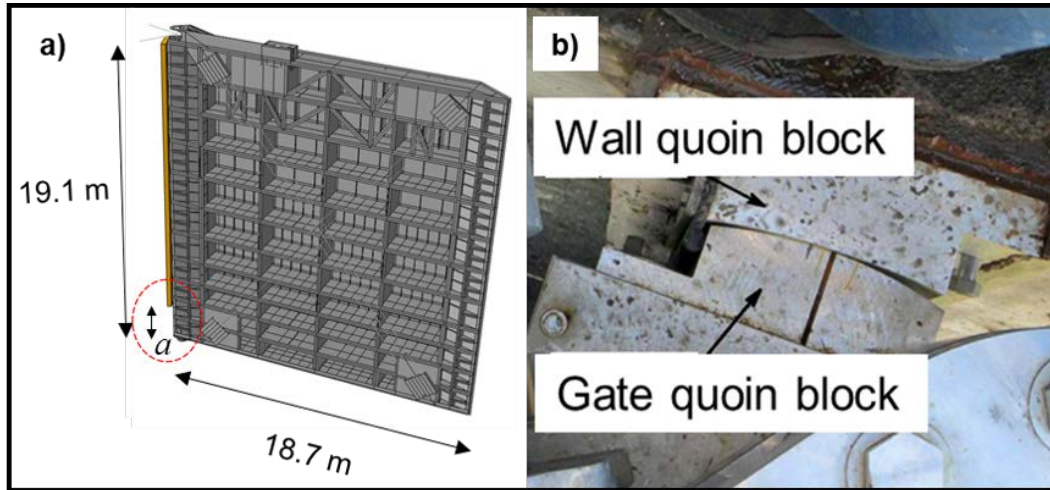 a)
19.1 m
a
18.7 m
b)
Wall quoin block
Gate quoin block